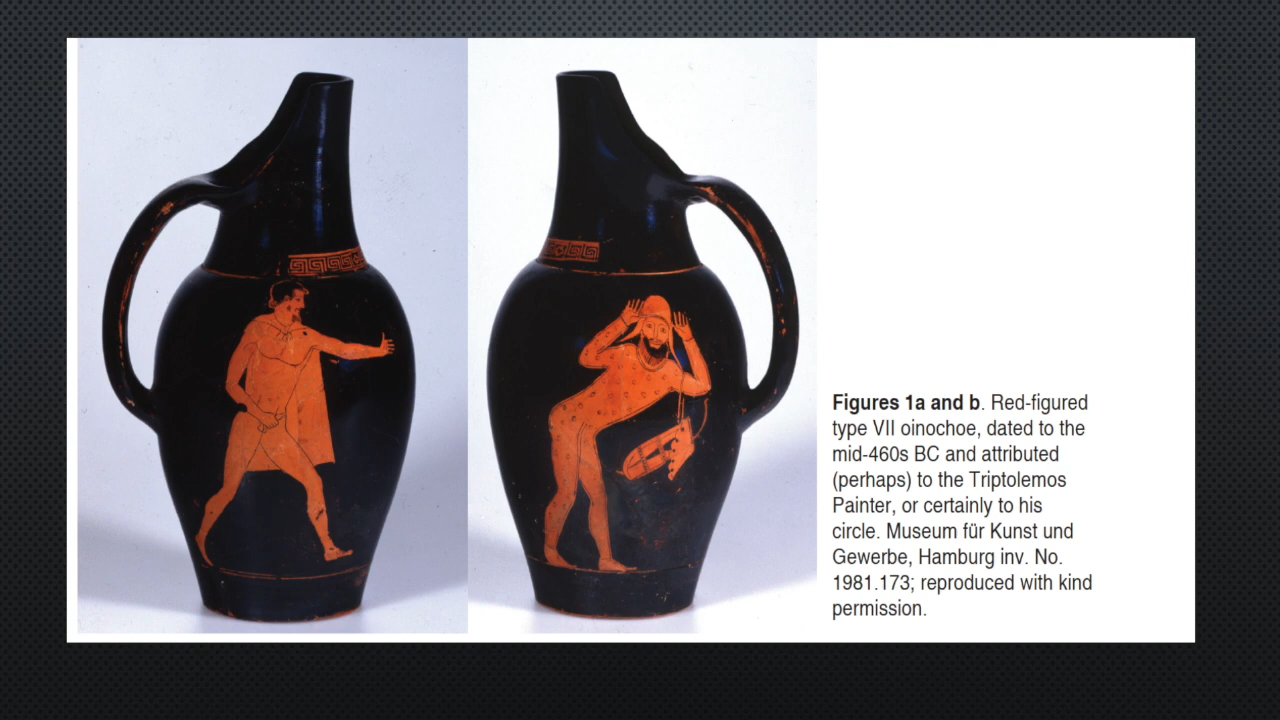 Figures 1a and b. Red-figured
type VII oinochoe, dated to the
mid-460s BC and attributed
(perhaps) to the Triptolemos
Painter, or certainly to his
circle. Museum für Kunst und
Gewerbe, Hamburg inv. No.
1981.173; reproduced with kind
permission.